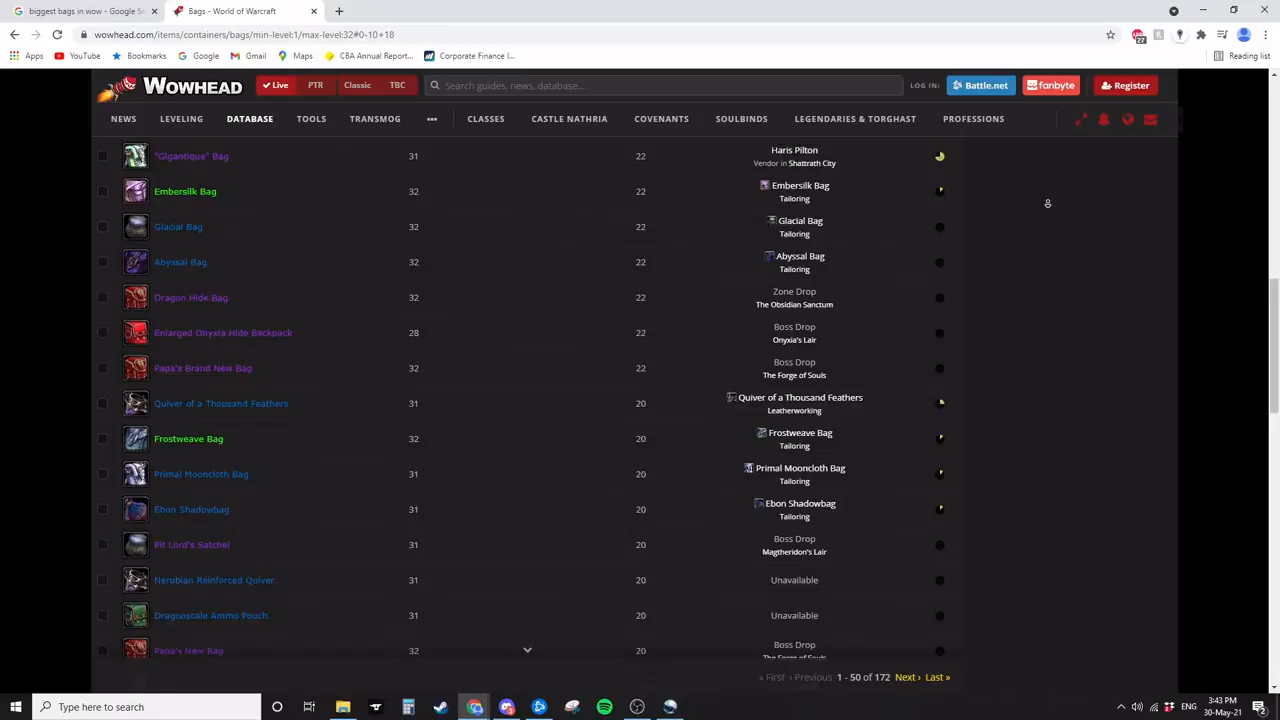 biggest bags in wow - Google Se
Bags - World of Warcraft
wowhead.com/items/containers/bags/min-level:1/max-level:32#0-10+18
27
Apps YouTube Bookmarks Google Gmail Maps CBA Annual Report... Corporate Finance I... Reading list
WOWHEAD Live PTR Classic TBC Search guides, news, database... LOG IN: Battle.net fanbyte Register
NEWS LEVELING DATABASE TOOLS TRANSMOG ••• CLASSES CASTLE NATHRIA COVENANTS SOULBINDS LEGENDARIES & TORGHAST PROFESSIONS
"Gigantique" Bag 31 22 Haris Pilton
Vendor in Shattrath City
Embersilk Bag 32 22 Embersilk Bag
Tailoring
Glacial Bag 32 22 Glacial Bag
Tailoring
Abyssal Bag 32 22 Abyssal Bag
Tailoring
Dragon Hide Bag 32 22 Zone Drop
The Obsidian Sanctum
Enlarged Onyxia Hide Backpack 28 22 Boss Drop
Onyxia's Lair
Papa's Brand New Bag 32 22 Boss Drop
The Forge of Souls
Quiver of a Thousand Feathers 31 20 Quiver of a Thousand Feathers
Leatherworking
Frostweave Bag 32 20 Frostweave Bag
Tailoring
Primal Mooncloth Bag 31 20 Primal Mooncloth Bag
Tailoring
Ebon Shadowbag 31 20 Ebon Shadowbag
Tailoring
Pit Lord's Satchel 31 20 Boss Drop
Magtheridon's Lair
Nerubian Reinforced Quiver 31 20 Unavailable
Dragonscale Ammo Pouch 31 20 Unavailable
Papa's New Bag 32 20 Boss Drop
The Forge of Souls
« First ‹ Previous 1 - 50 of 172 Next › Last »
Type here to search ENG 3:43 PM
30-May-21
2